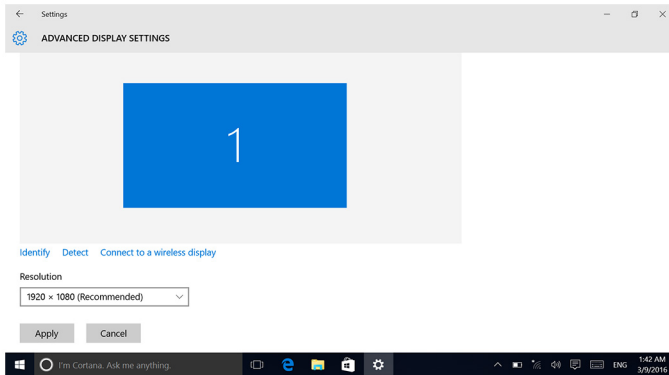 Settings
ADVANCED DISPLAY SETTINGS
1
Identify Detect Connect to a wireless display
Resolution
1920 × 1080 (Recommended)
Apply Cancel
I'm Cortana. Ask me anything.
ENG
1:42 AM
3/9/2016